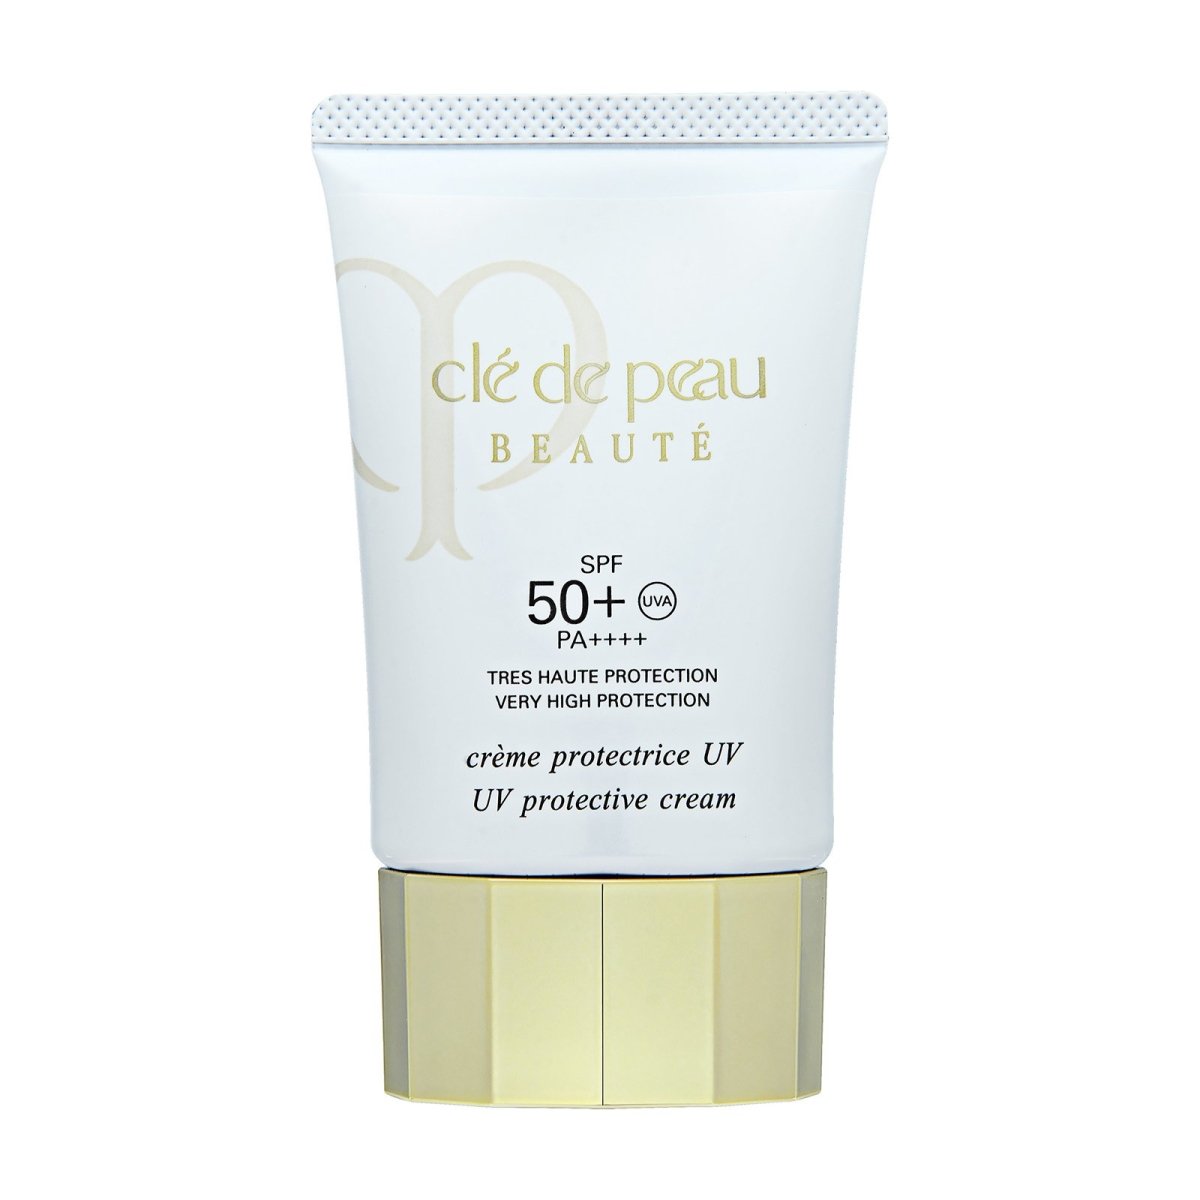 clé de peau
BEAUTÉ
SPF
50+ UVA
PA++++
TRES HAUTE PROTECTION
VERY HIGH PROTECTION
crème protectrice UV
UV protective cream